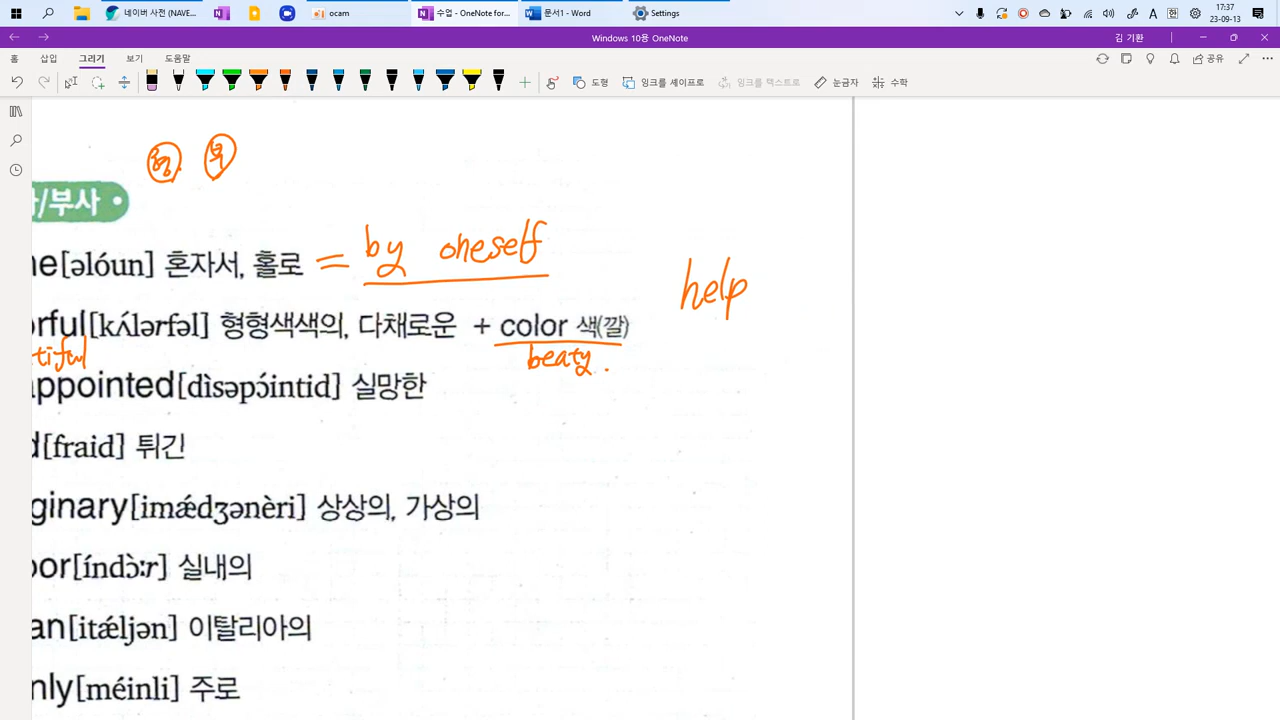 네이버 사전 (NAVE...
ocam
수업 - OneNote for...
문서1 - Word
Settings
A
한
17:37
23-09-13
Windows 10용 OneNote
김 기환
홈
삽입
그리기
보기
도움말
공유
도형
잉크를 셰이프로
잉크를 텍스트로
눈금자
수학
형. 부
/부사
ne[əlóun] 혼자서, 홀로 = by oneself
help
orful[kʌ́lərfəl] 형형색색의, 다채로운 + color 색(깔)
tiful
beaty.
appointed[dìsəpɔ́intid] 실망한
d[fraid] 튀긴
ginary[imǽdʒənèri] 상상의, 가상의
oor[índɔ̀ːr] 실내의
an[itǽljən] 이탈리아의
nly[méinli] 주로